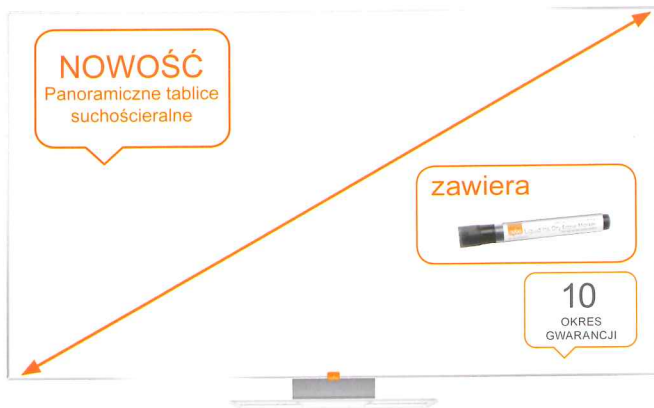 NOWOŚĆ
Panoramiczne tablice
suchościeralne
zawiera
10
OKRES
GWARANCJI